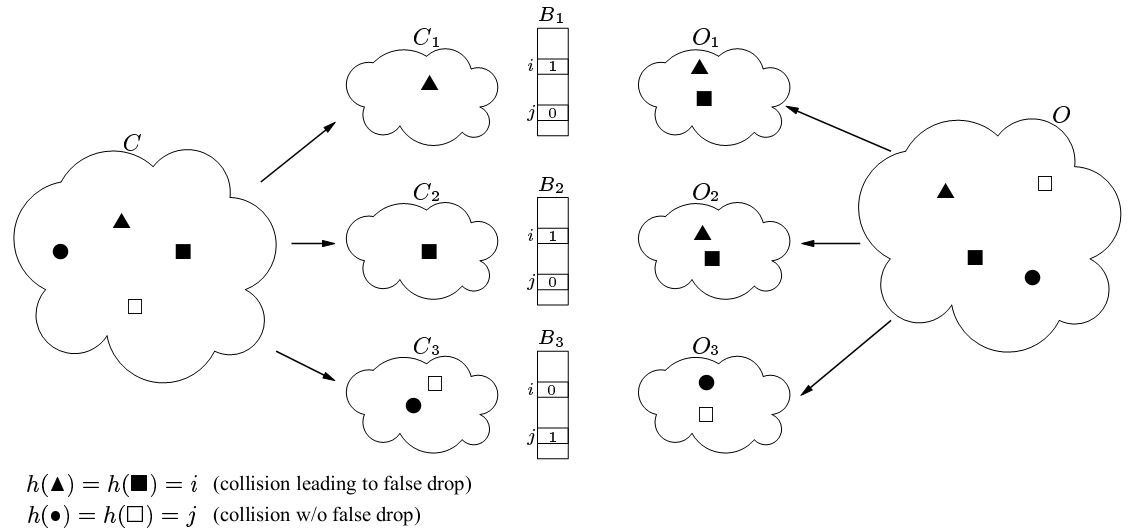 B₁
C₁
O₁
i 1
j 0
C
O
B₂
C₂
O₂
i 1
j 0
B₃
C₃
O₃
i 0
j 1
h(▲) = h(■) = i (collision leading to false drop)
h(●) = h(□) = j (collision w/o false drop)